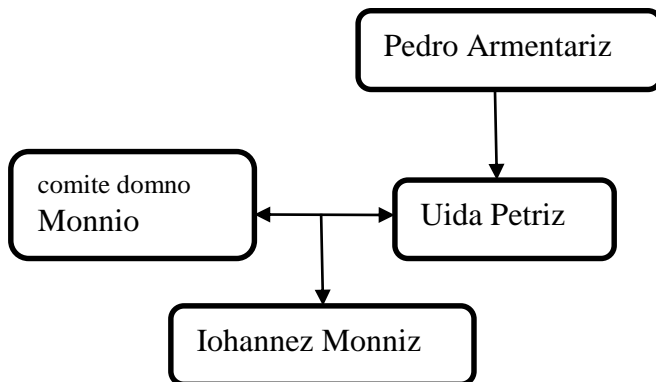 Pedro Armentariz
comite domno
Monnio
Uida Petriz
Iohannez Monniz